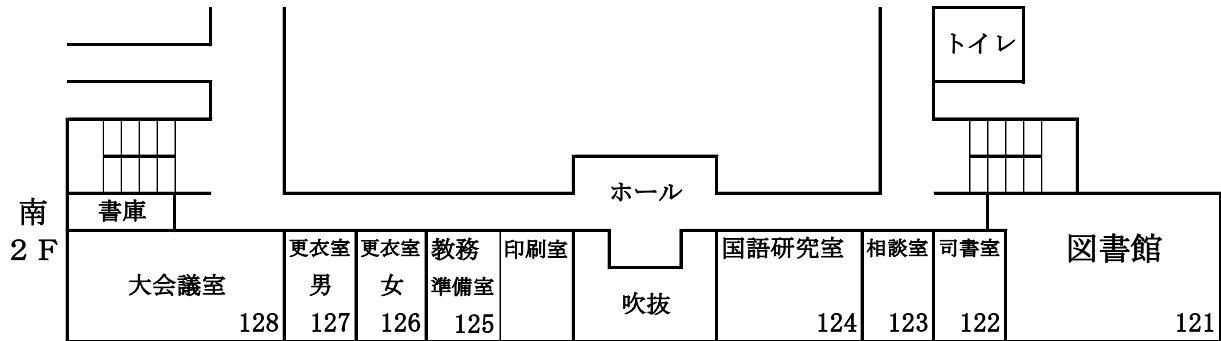 トイレ
ホール
南
２Ｆ
書庫
大会議室
128
更衣室
男
127
更衣室
女
126
教務
準備室
125
印刷室
吹抜
国語研究室
124
相談室
123
司書室
122
図書館
121